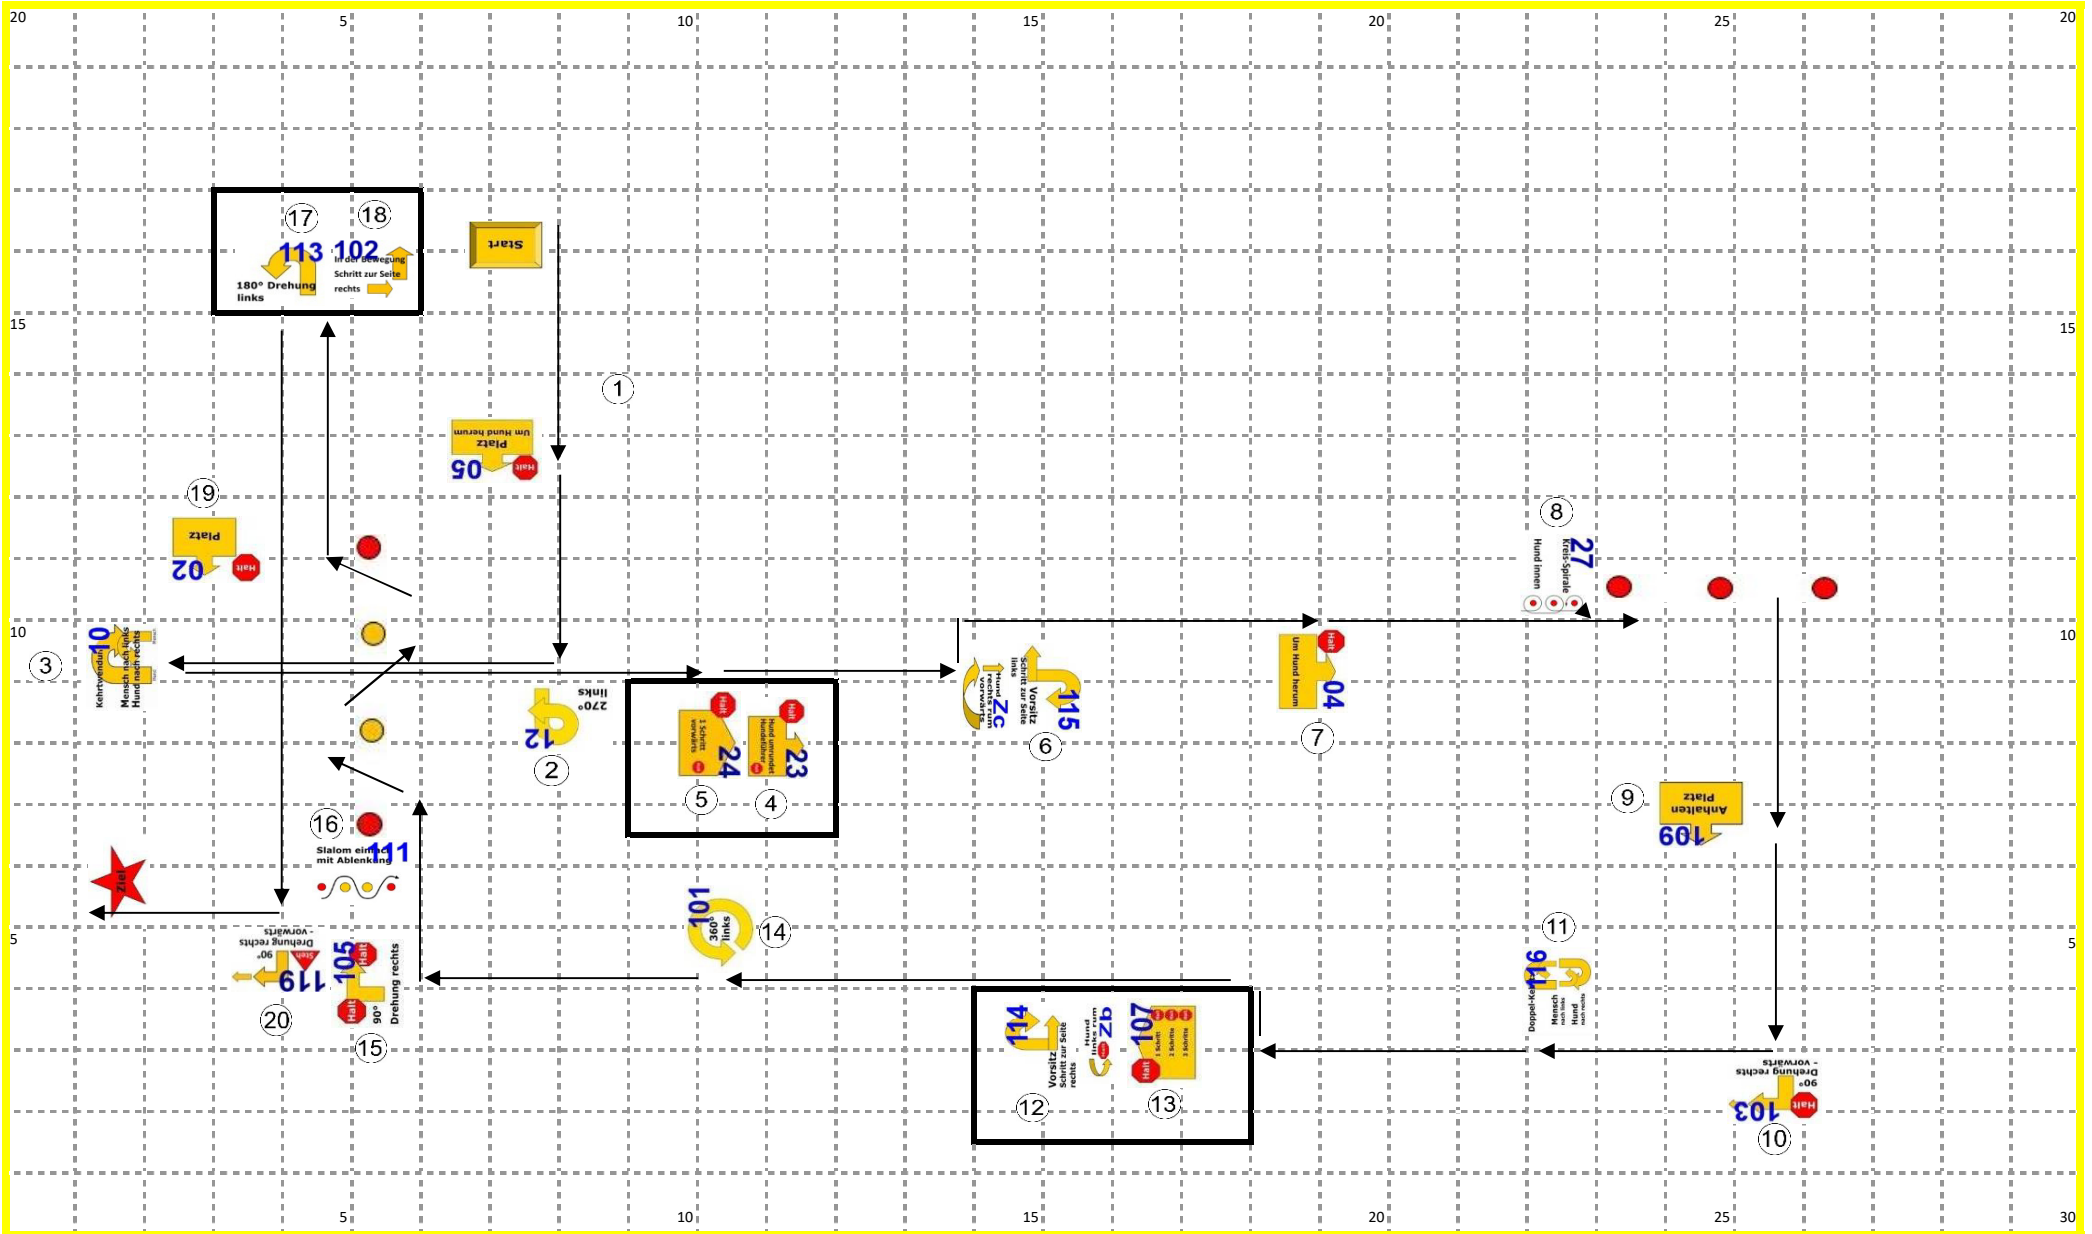 20
5
10
15
20
25
20
17
18
113
102
180° Drehung
links
In der Bewegung
Schritt zur Seite
rechts
Start
15
15
1
Um Hund herum
Platz
05
Halt
19
Platz
02
Halt
8
Hund innen
Kreis-Spirale
27
10
10
3
10
Kehrtwendung
Mensch nach links
Hund nach rechts
270°
links
12
2
Halt
1 Schritt
vorwärts
24
5
Halt
Hund umrundet
Hundeführer
23
4
Hund
rechts rum
vorwärts
Zc
Schritt zur Seite
links
Vorsitz
115
6
Halt
Um Hund herum
04
7
9
Anhalten
Platz
109
16
111
Slalom einfach
mit Ablenkung
Ziel
101
360°
links
14
11
116
Doppel-Kehrt
Mensch
nach links
Hund
nach rechts
5
5
90°
Drehung rechts
- vorwärts
Steh
119
20
105
Halt
Halt
90°
Drehung rechts
15
114
Vorsitz
Schritt zur Seite
rechts
12
Hund
links rum
Zb
107
Halt
1 Schritt
2 Schritte
3 Schritte
13
90°
Drehung rechts
- vorwärts
Halt
103
10
5
10
15
20
25
30